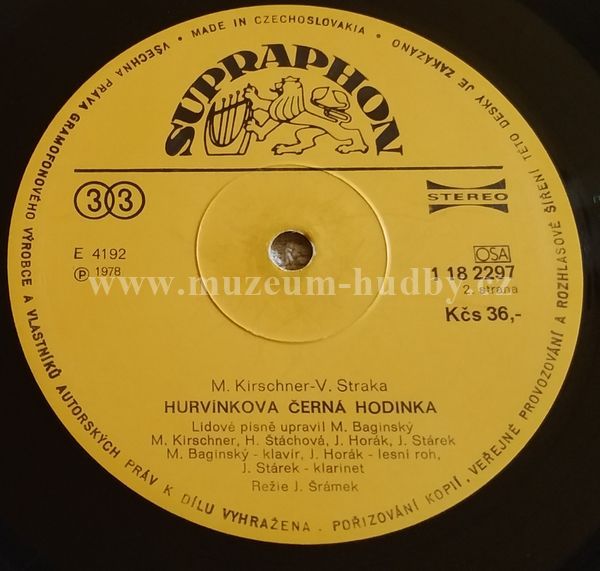 VŠECHNA PRÁVA GRAMOFONOVÉHO VÝROBCE A VLASTNÍKŮ AUTORSKÝCH PRÁV K DÍLU VYHRAŽENA . POŘIZOVÁNÍ KOPIÍ, VEŘEJNÉ PROVOZOVÁNÍ A ROZHLASOVÉ ŠÍŘENÍ TÉTO DESKY JE ZAKÁZÁNO • MADE IN CZECHOSLOVAKIA •
SUPRAPHON
33
STEREO
E 4192
OSA
Ⓟ 1978
1 18 2297
www.muzeum-hudby.cz
2. strana
Kčs 36,-
M. Kirschner-V. Straka
HURVÍNKOVA ČERNÁ HODINKA
Lidové písně upravil M. Baginský
M. Kirschner, H. Štáchová, J. Horák, J. Stárek
M. Baginský - klavír, J. Horák - lesní roh,
J. Stárek - klarinet
Režie J. Šrámek